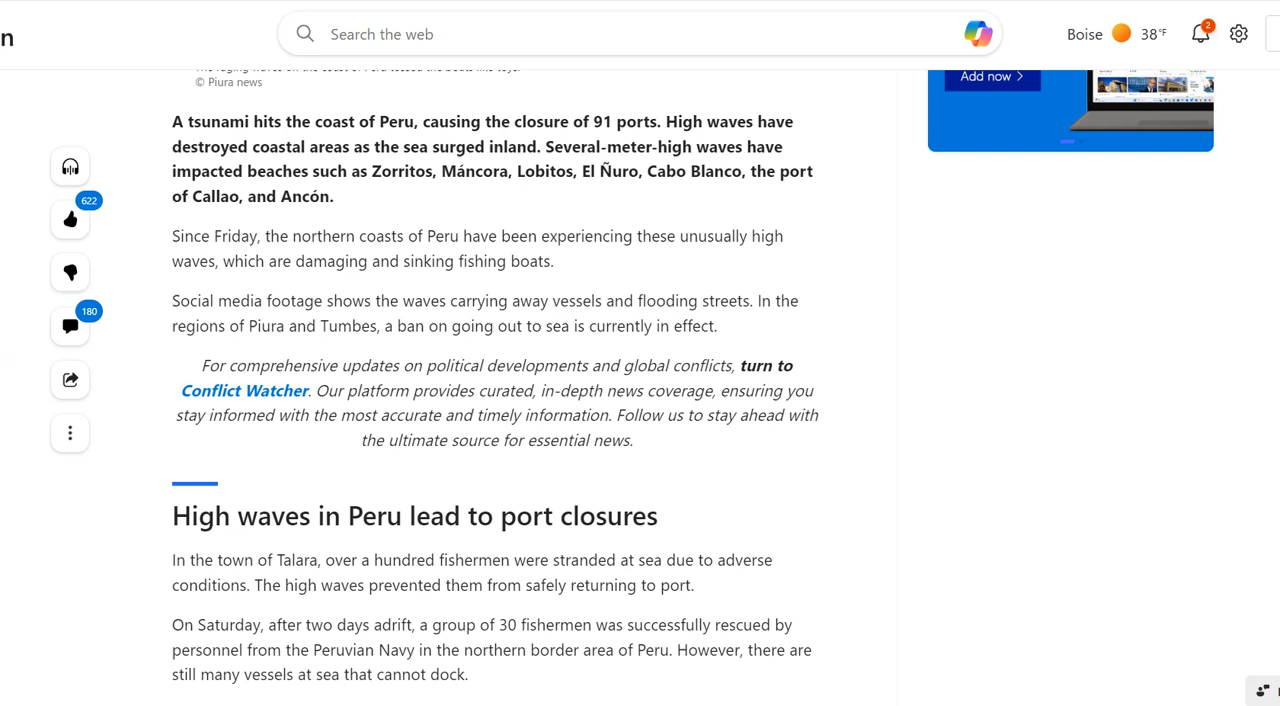 n
Search the web
Boise 38°F
2
© Piura news
Add now >
A tsunami hits the coast of Peru, causing the closure of 91 ports. High waves have
destroyed coastal areas as the sea surged inland. Several-meter-high waves have
impacted beaches such as Zorritos, Máncora, Lobitos, El Ñuro, Cabo Blanco, the port
of Callao, and Ancón.
622
Since Friday, the northern coasts of Peru have been experiencing these unusually high
waves, which are damaging and sinking fishing boats.
180
Social media footage shows the waves carrying away vessels and flooding streets. In the
regions of Piura and Tumbes, a ban on going out to sea is currently in effect.
For comprehensive updates on political developments and global conflicts, turn to
Conflict Watcher. Our platform provides curated, in-depth news coverage, ensuring you
stay informed with the most accurate and timely information. Follow us to stay ahead with
the ultimate source for essential news.
High waves in Peru lead to port closures
In the town of Talara, over a hundred fishermen were stranded at sea due to adverse
conditions. The high waves prevented them from safely returning to port.
On Saturday, after two days adrift, a group of 30 fishermen was successfully rescued by
personnel from the Peruvian Navy in the northern border area of Peru. However, there are
still many vessels at sea that cannot dock.